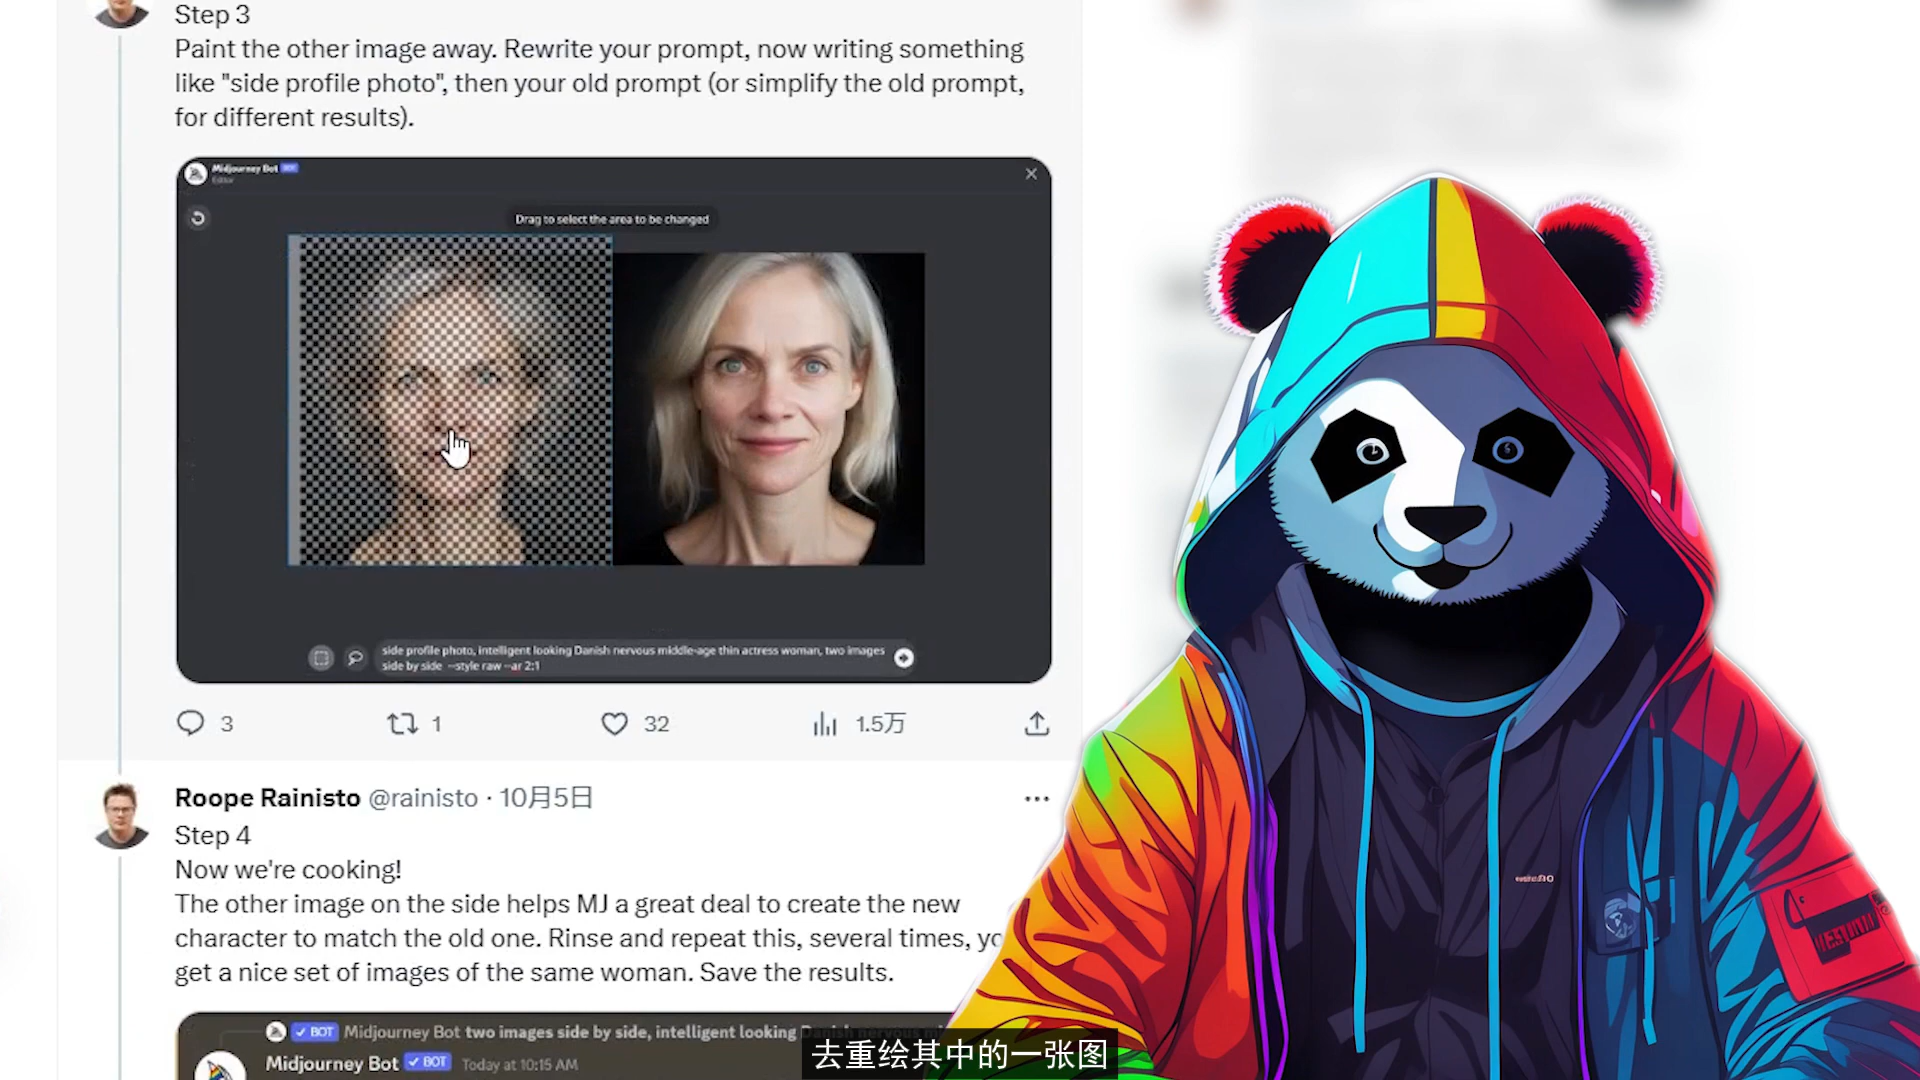 Step 3
Paint the other image away. Rewrite your prompt, now writing something
like "side profile photo", then your old prompt (or simplify the old prompt,
for different results).
Midjourney Bot BOT
Editor
Drag to select the area to be changed
side profile photo, intelligent looking Danish nervous middle-age thin actress woman, two images
side by side --style raw --ar 2:1
3
1
32
1.5万
Roope Rainisto @rainisto · 10月5日
Step 4
Now we're cooking!
The other image on the side helps MJ a great deal to create the new
character to match the old one. Rinse and repeat this, several times, yo
get a nice set of images of the same woman. Save the results.
✓ BOT Midjourney Bot two images side by side, intelligent looking Danish nervous mi
Midjourney Bot ✓ BOT Today at 10:15 AM
去重绘其中的一张图